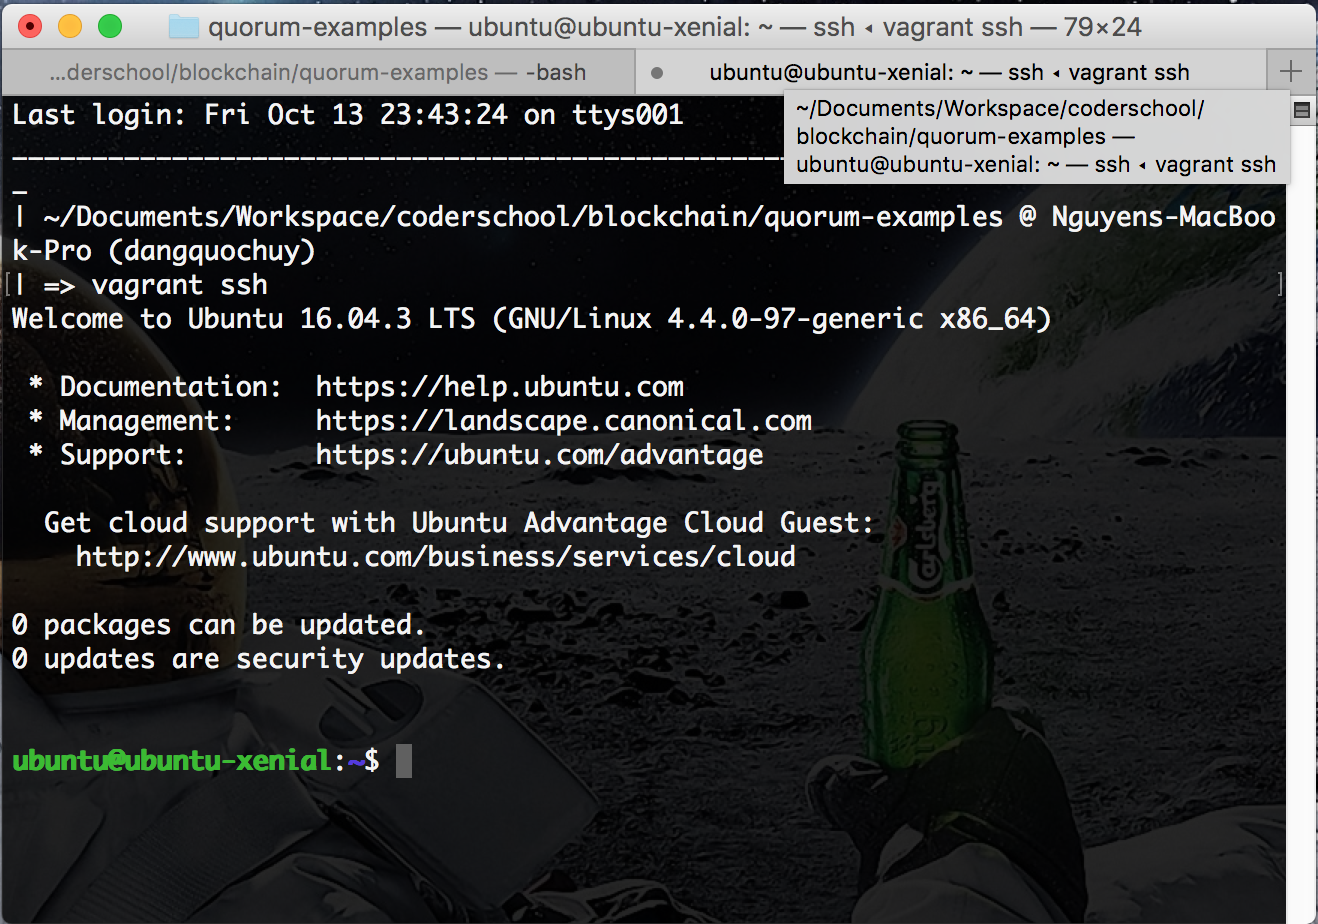 quorum-examples — ubuntu@ubuntu-xenial: ~ — ssh ◂ vagrant ssh — 79×24
...derschool/blockchain/quorum-examples — -bash
ubuntu@ubuntu-xenial: ~ — ssh ◂ vagrant ssh
~/Documents/Workspace/coderschool/
blockchain/quorum-examples —
ubuntu@ubuntu-xenial: ~ — ssh ◂ vagrant ssh
Last login: Fri Oct 13 23:43:24 on ttys001
________________________________________________
_
| ~/Documents/Workspace/coderschool/blockchain/quorum-examples @ Nguyens-MacBoo
k-Pro (dangquochuy)
[| => vagrant ssh ]
Welcome to Ubuntu 16.04.3 LTS (GNU/Linux 4.4.0-97-generic x86_64)
* Documentation:  https://help.ubuntu.com
* Management:     https://landscape.canonical.com
* Support:        https://ubuntu.com/advantage
Get cloud support with Ubuntu Advantage Cloud Guest:
http://www.ubuntu.com/business/services/cloud
0 packages can be updated.
0 updates are security updates.
ubuntu@ubuntu-xenial:~$
Carlsberg